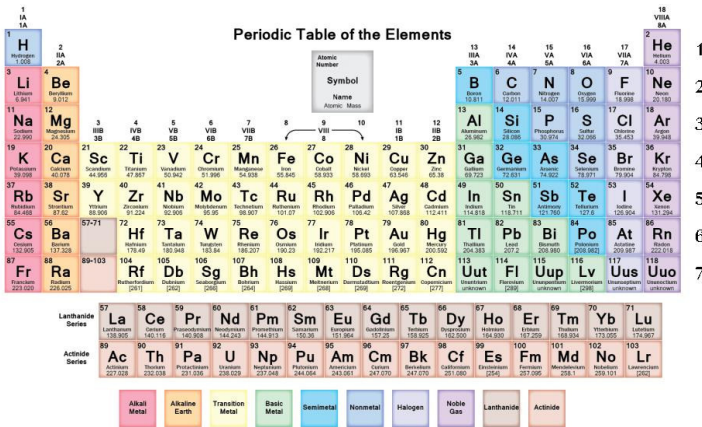 1 18
IA VIIIA
1A 8A
Periodic Table of the Elements
1 2
H He 1
Hydrogen Helium
1.008 4.003
2 13 14 15 16 17
IIA IIIA IVA VA VIA VIIA
2A 3A 4A 5A 6A 7A
Atomic
Number
Symbol
Name
Atomic Mass
3 4 5 6 7 8 9 10
Li Be B C N O F Ne 2
Lithium Beryllium Boron Carbon Nitrogen Oxygen Fluorine Neon
6.941 9.012 10.811 12.011 14.007 15.999 18.998 20.180
11 12 13 14 15 16 17 18
Na Mg Al Si P S Cl Ar 3
Sodium Magnesium Aluminum Silicon Phosphorus Sulfur Chlorine Argon
22.990 24.305 26.982 28.086 30.974 32.066 35.453 39.948
3 4 5 6 7 8 9 10 11 12
IIIB IVB VB VIB VIIB VIII IB IIB
3B 4B 5B 6B 7B 8 1B 2B
19 20 21 22 23 24 25 26 27 28 29 30 31 32 33 34 35 36
K Ca Sc Ti V Cr Mn Fe Co Ni Cu Zn Ga Ge As Se Br Kr 4
Potassium Calcium Scandium Titanium Vanadium Chromium Manganese Iron Cobalt Nickel Copper Zinc Gallium Germanium Arsenic Selenium Bromine Krypton
39.098 40.078 44.956 47.867 50.942 51.996 54.938 55.845 58.933 58.693 63.546 65.38 69.723 72.631 74.922 78.971 79.904 84.798
37 38 39 40 41 42 43 44 45 46 47 48 49 50 51 52 53 54
Rb Sr Y Zr Nb Mo Tc Ru Rh Pd Ag Cd In Sn Sb Te I Xe 5
Rubidium Strontium Yttrium Zirconium Niobium Molybdenum Technetium Ruthenium Rhodium Palladium Silver Cadmium Indium Tin Antimony Tellurium Iodine Xenon
84.468 87.62 88.906 91.224 92.906 95.95 98.907 101.07 102.906 106.42 107.868 112.411 114.818 118.711 121.760 127.6 126.904 131.294
55 56 57-71 72 73 74 75 76 77 78 79 80 81 82 83 84 85 86
Cs Ba Hf Ta W Re Os Ir Pt Au Hg Tl Pb Bi Po At Rn 6
Cesium Barium Hafnium Tantalum Tungsten Rhenium Osmium Iridium Platinum Gold Mercury Thallium Lead Bismuth Polonium Astatine Radon
132.905 137.328 178.49 180.948 183.84 186.207 190.23 192.217 195.085 196.967 200.592 204.383 207.2 208.980 [208.982] 209.987 222.018
87 88 89-103 104 105 106 107 108 109 110 111 112 113 114 115 116 117 118
Fr Ra Rf Db Sg Bh Hs Mt Ds Rg Cn Uut Fl Uup Lv Uus Uuo 7
Francium Radium Rutherfordium Dubnium Seaborgium Bohrium Hassium Meitnerium Darmstadtium Roentgenium Copernicium Ununtrium Flerovium Ununpentium Livermorium Ununseptium Ununoctium
223.020 226.025 [261] [262] [266] [264] [269] [268] [269] [272] [277] unknown [289] unknown [298] unknown unknown
Lanthanide
Series
57 58 59 60 61 62 63 64 65 66 67 68 69 70 71
La Ce Pr Nd Pm Sm Eu Gd Tb Dy Ho Er Tm Yb Lu
Lanthanum Cerium Praseodymium Neodymium Promethium Samarium Europium Gadolinium Terbium Dysprosium Holmium Erbium Thulium Ytterbium Lutetium
138.905 140.116 140.908 144.243 144.913 150.36 151.964 157.25 158.925 162.500 164.930 167.259 168.934 173.055 174.967
Actinide
Series
89 90 91 92 93 94 95 96 97 98 99 100 101 102 103
Ac Th Pa U Np Pu Am Cm Bk Cf Es Fm Md No Lr
Actinium Thorium Protactinium Uranium Neptunium Plutonium Americium Curium Berkelium Californium Einsteinium Fermium Mendelevium Nobelium Lawrencium
227.028 232.038 231.036 238.029 237.048 244.064 243.061 247.070 247.070 251.080 [254] 257.095 258.1 259.101 [262]
Alkali Metal
Alkaline Earth
Transition Metal
Basic Metal
Semimetal
Nonmetal
Halogen
Noble Gas
Lanthanide
Actinide